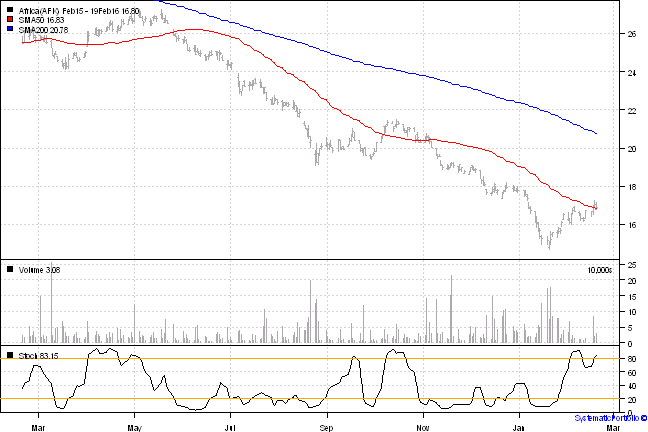 Africa(AFK) Feb15 - 19Feb16 16.80
SMA50 16.83
SMA200 20.78
26
24
22
20
18
16
Volume 3.08
10,000s
25
20
15
10
5
0
Stoch 83.15
80
60
40
20
0
Mar May Jul Sep Nov Jan Mar
SystematicPortfolio ©